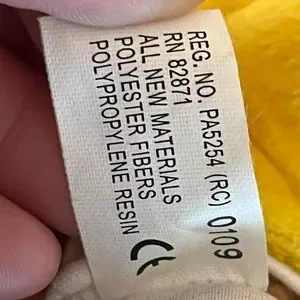 REG. NO. PA5254 (RC) 0109
RN 82871
ALL NEW MATERIALS
POLYESTER FIBERS
POLYPROPYLENE RESIN
CE